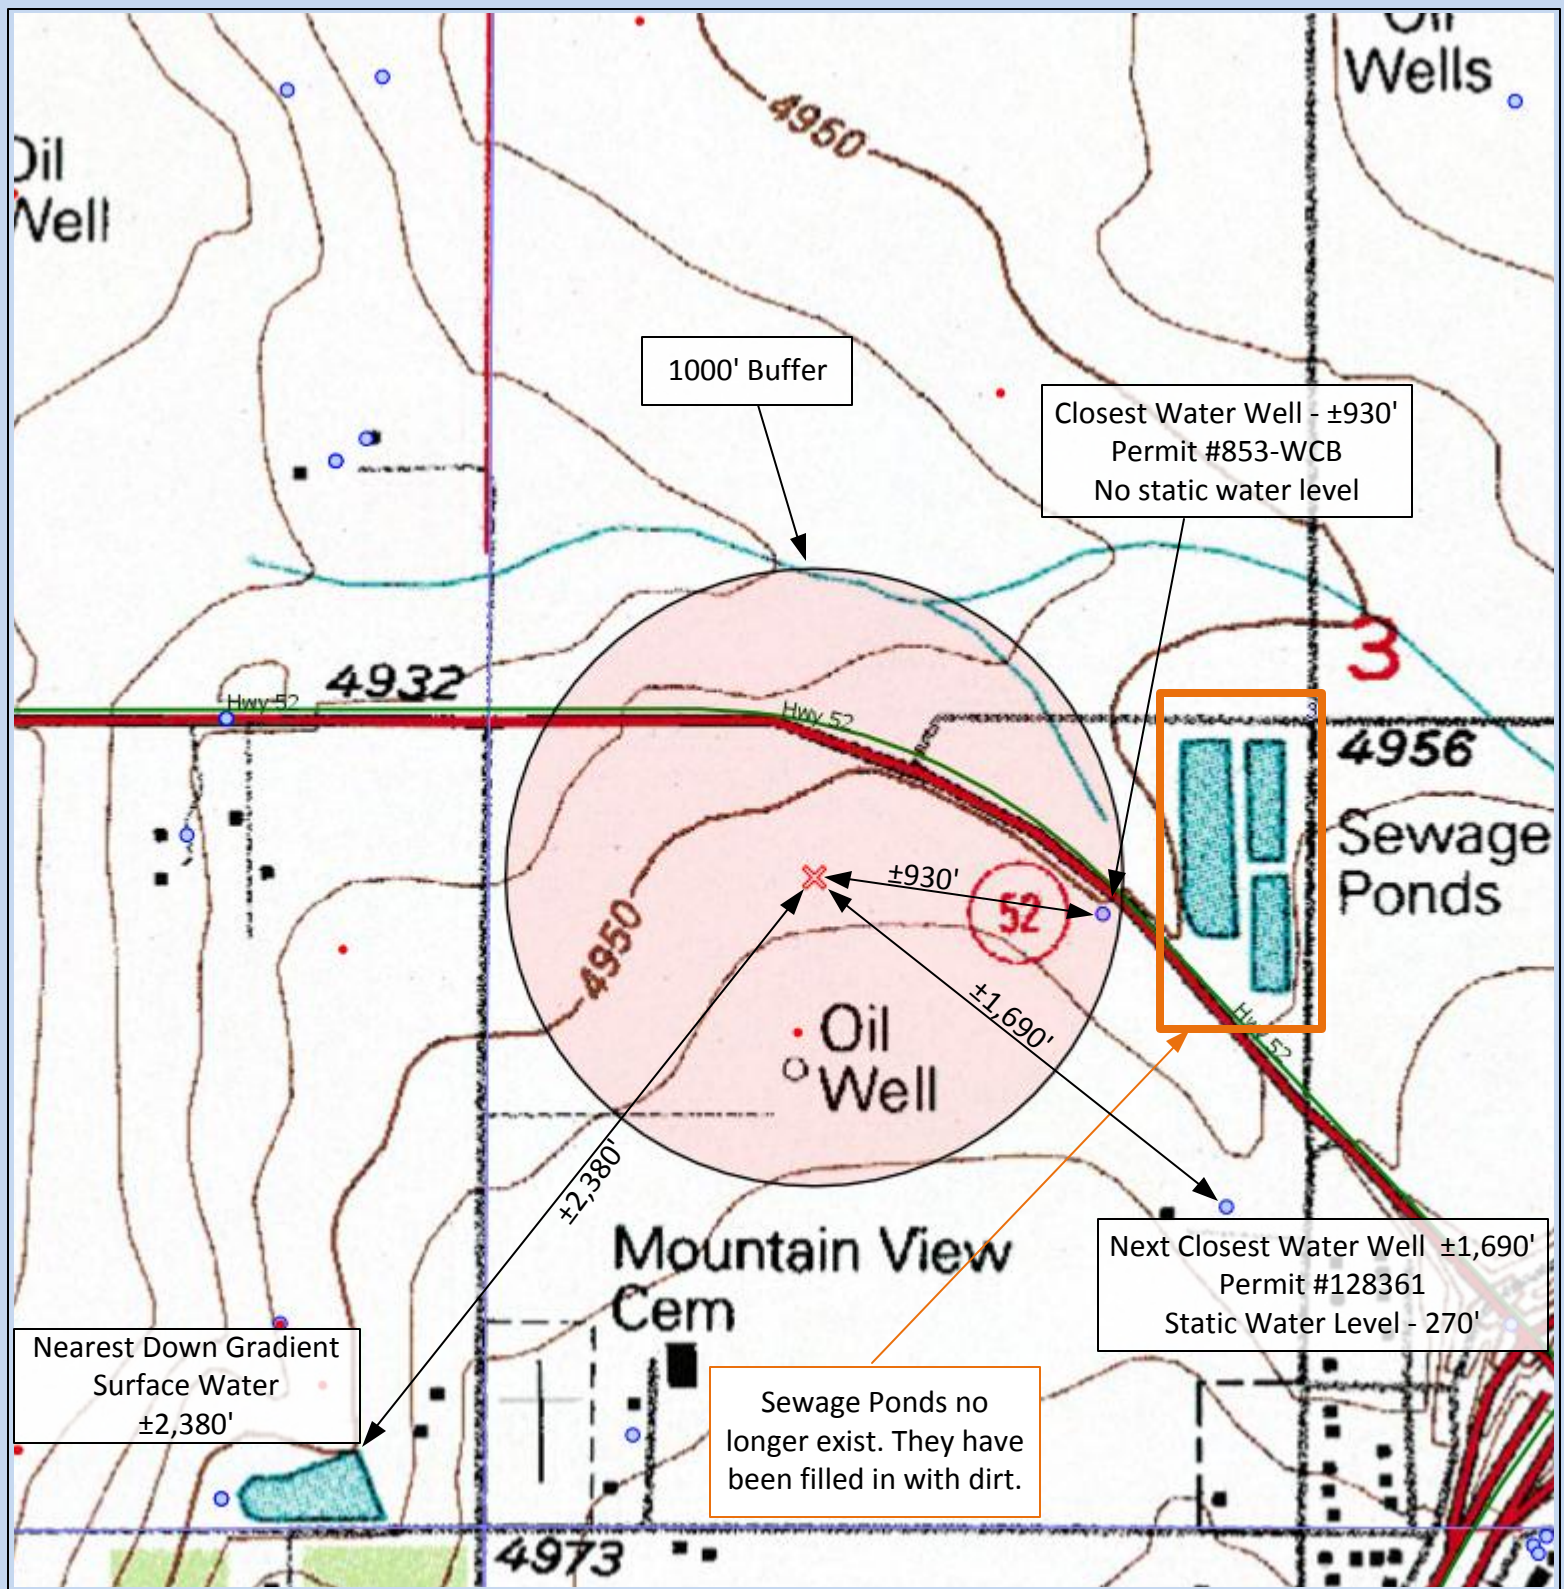 Oil
Wells
4950
Oil
Well
1000' Buffer
Closest Water Well - ±930'
Permit #853-WCB
No static water level
3
4932
Hwy 52
Hwy 52
3
4956
Sewage
Ponds
±930'
52
4950
±1,690'
Hwy 52
Oil
Well
±2,380'
Mountain View
Cem
Next Closest Water Well ±1,690'
Permit #128361
Static Water Level - 270'
Nearest Down Gradient
Surface Water
±2,380'
Sewage Ponds no
longer exist. They have
been filled in with dirt.
4973